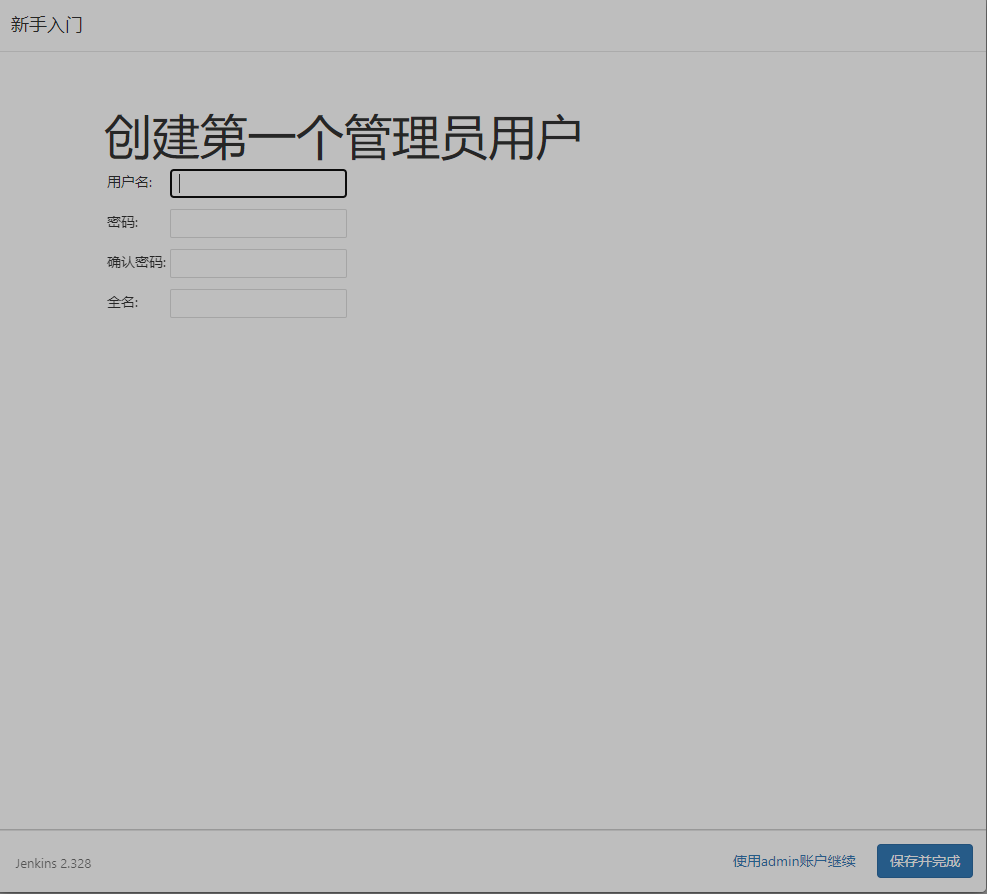 新手入门
创建第一个管理员用户
用户名:
密码:
确认密码:
全名:
Jenkins 2.328
使用admin账户继续
保存并完成